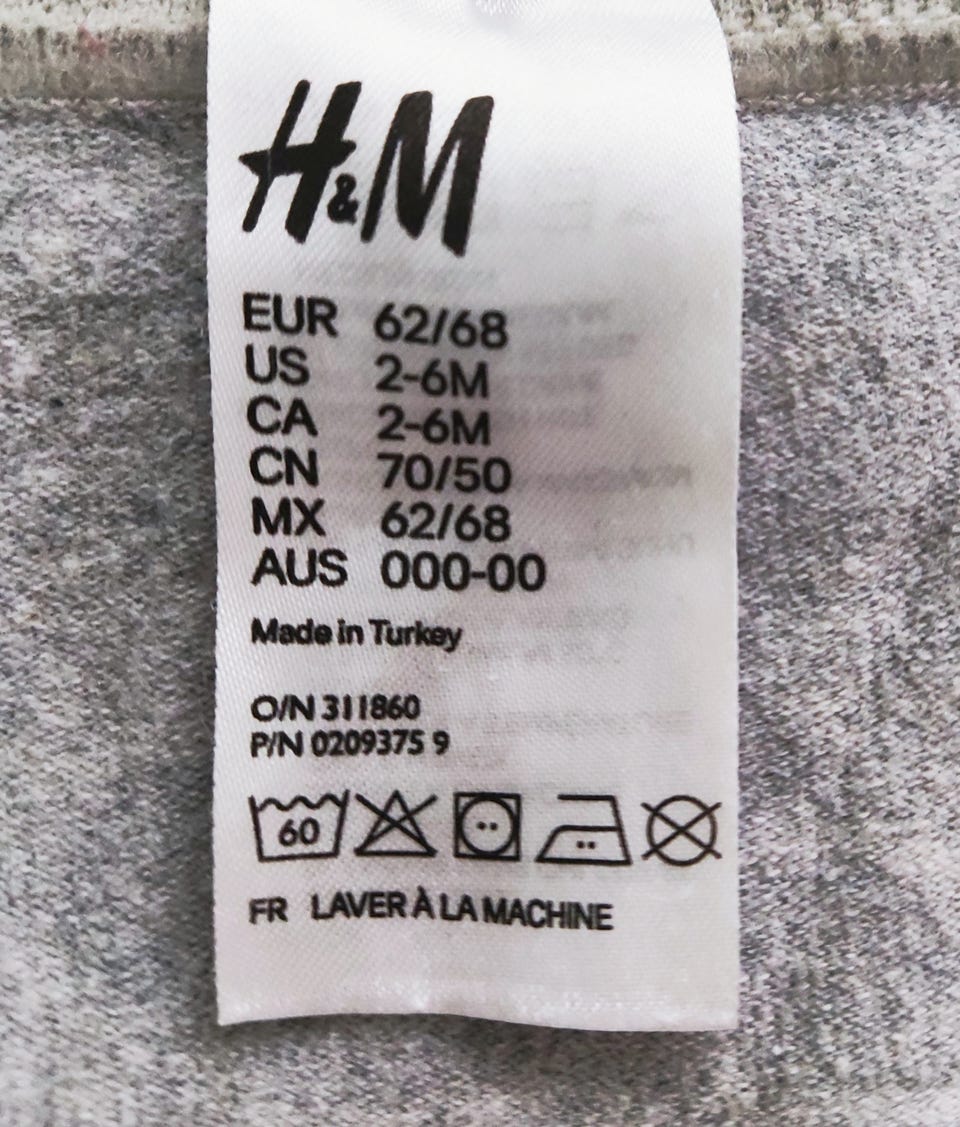 H&M
EUR 62/68
US 2-6M
CA 2-6M
CN 70/50
MX 62/68
AUS 000-00
Made in Turkey
O/N 311860
P/N 0209375 9
60
FR LAVER À LA MACHINE